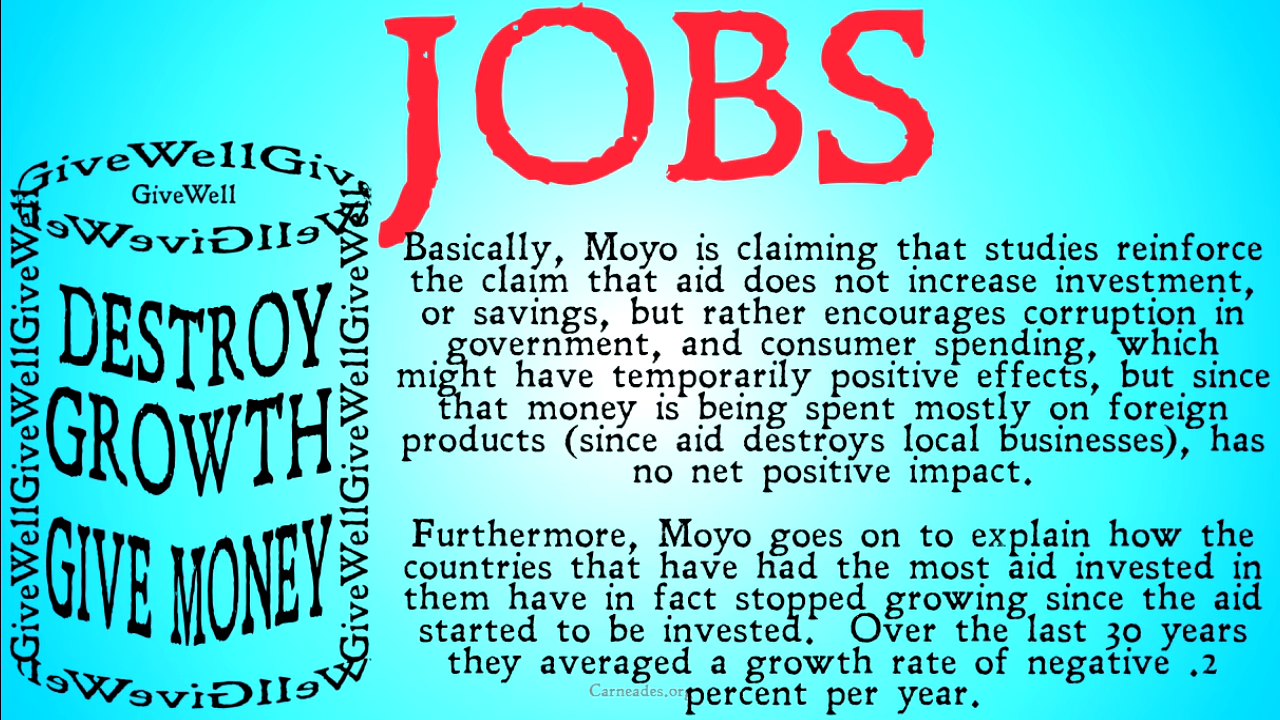 JOBS
GiveWellGiv
GiveWell
GiveWell
DESTROY
GROWTH
GIVE MONEY
GiveWellGiveWellGiveWellGiveWell
GiveWellGiveWellGiveWellGiveWell
GiveWell
Basically, Moyo is claiming that studies reinforce
the claim that aid does not increase investment,
or savings, but rather encourages corruption in
government, and consumer spending, which
might have temporarily positive effects, but since
that money is being spent mostly on foreign
products (since aid destroys local businesses), has
no net positive impact.
Furthermore, Moyo goes on to explain how the
countries that have had the most aid invested in
them have in fact stopped growing since the aid
started to be invested. Over the last 30 years
they averaged a growth rate of negative .2
percent per year.
Carneades.org